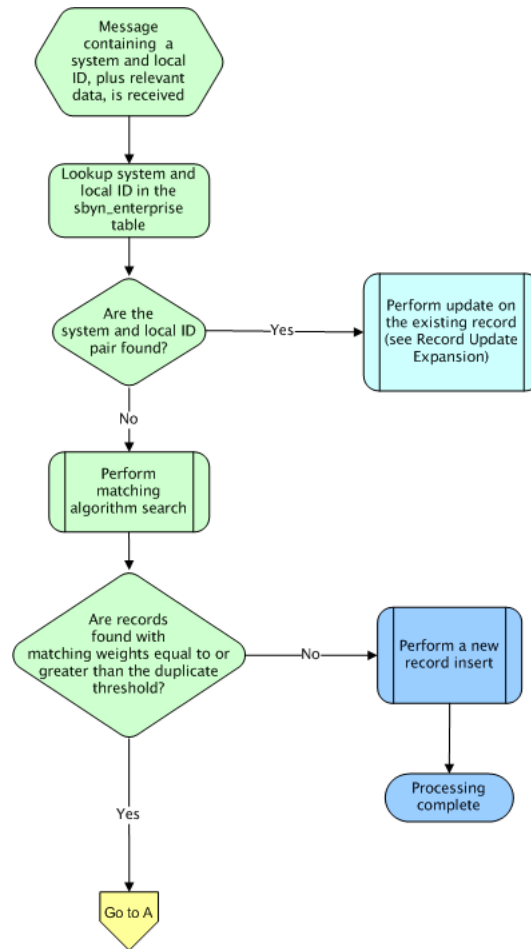 Message
containing a
system and local
ID, plus relevant
data, is received
Lookup system and
local ID in the
sbyn_enterprise
table
Are the
system and local ID
pair found?
Yes
Perform update on
the existing record
(see Record Update
Expansion)
No
Perform
matching
algorithm search
Are records
found with
matching weights equal to or
greater than the duplicate
threshold?
No
Perform a new
record insert
Processing
complete
Yes
Go to A